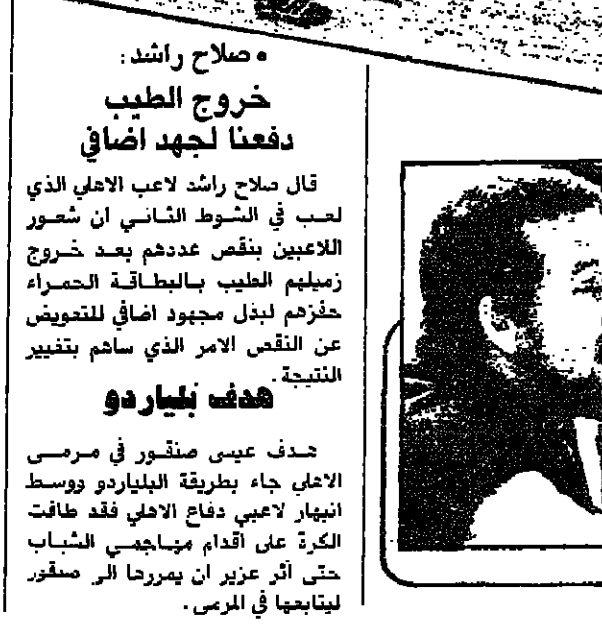 • صلاح راشد:
خروج الطيب
دفعنا لجهد اضافي
قال صلاح راشد لاعب الاهلي الذي
لعب في الشوط الثاني ان شعور
اللاعبين بنقص عددهم بعد خروج
زميلهم الطيب بالبطاقة الحمراء
حفزهم لبذل مجهود اضافي للتعويض
عن النقص الامر الذي ساهم بتغيير
النتيجة.
هدف بلياردو
هدف عيسى صنقور في مرمى
الاهلي جاء بطريقة البلياردو ووسط
انبهار لاعبي دفاع الاهلي فقد طافت
الكرة على اقدام مهاجمي الشباب
حتى آثر عزير ان يمررها الى صنقور
ليتابعها في المرمى.